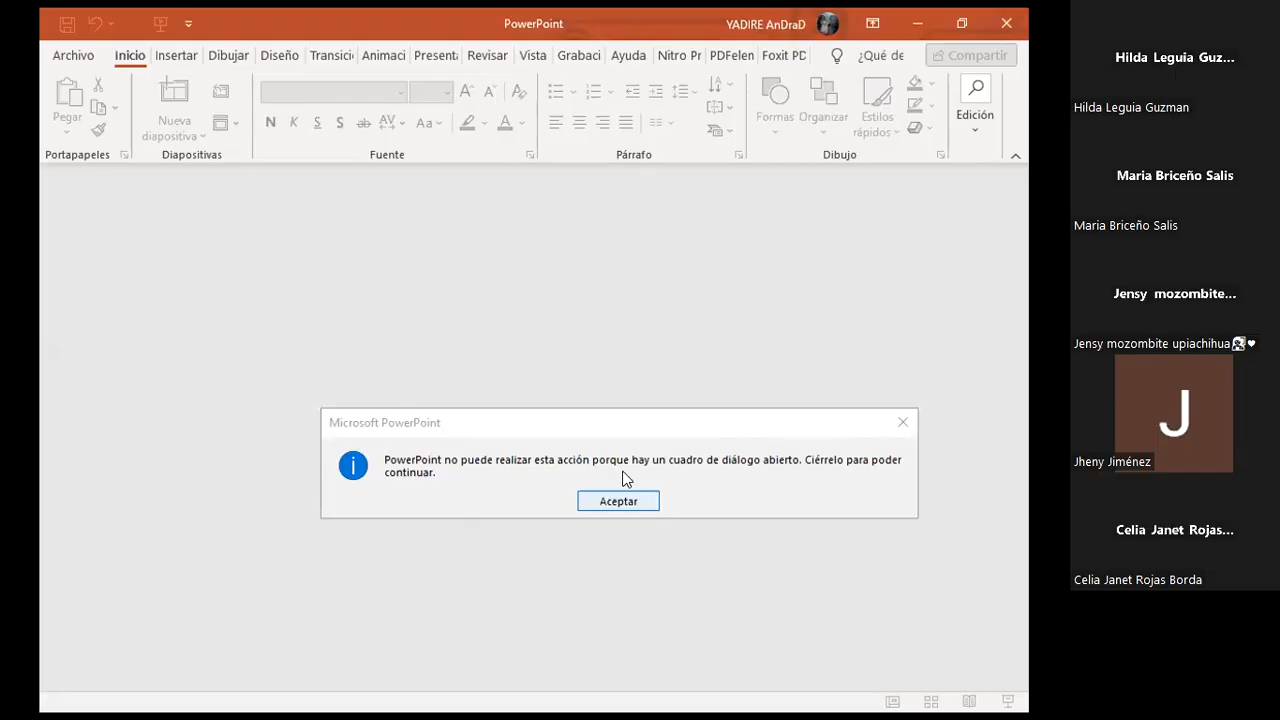 PowerPoint
YADIRE AnDraD
Archivo Inicio Insertar Dibujar Diseño Transici Animaci Present Revisar Vista Grabaci Ayuda Nitro Pr PDFelen Foxit PD ¿Qué de Compartir
Pegar
Nueva
diapositiva
N K S S ab AV Aa A
Formas Organizar Estilos
rápidos
Edición
Portapapeles Diapositivas Fuente Párrafo Dibujo
Microsoft PowerPoint
PowerPoint no puede realizar esta acción porque hay un cuadro de diálogo abierto. Ciérrelo para poder
continuar.
Aceptar
Hilda Leguia Guz...
Hilda Leguia Guzman
Maria Briceño Salis
Maria Briceño Salis
Jensy mozombite...
Jensy mozombite upiachihua
J
Jheny Jiménez
Celia Janet Rojas...
Celia Janet Rojas Borda